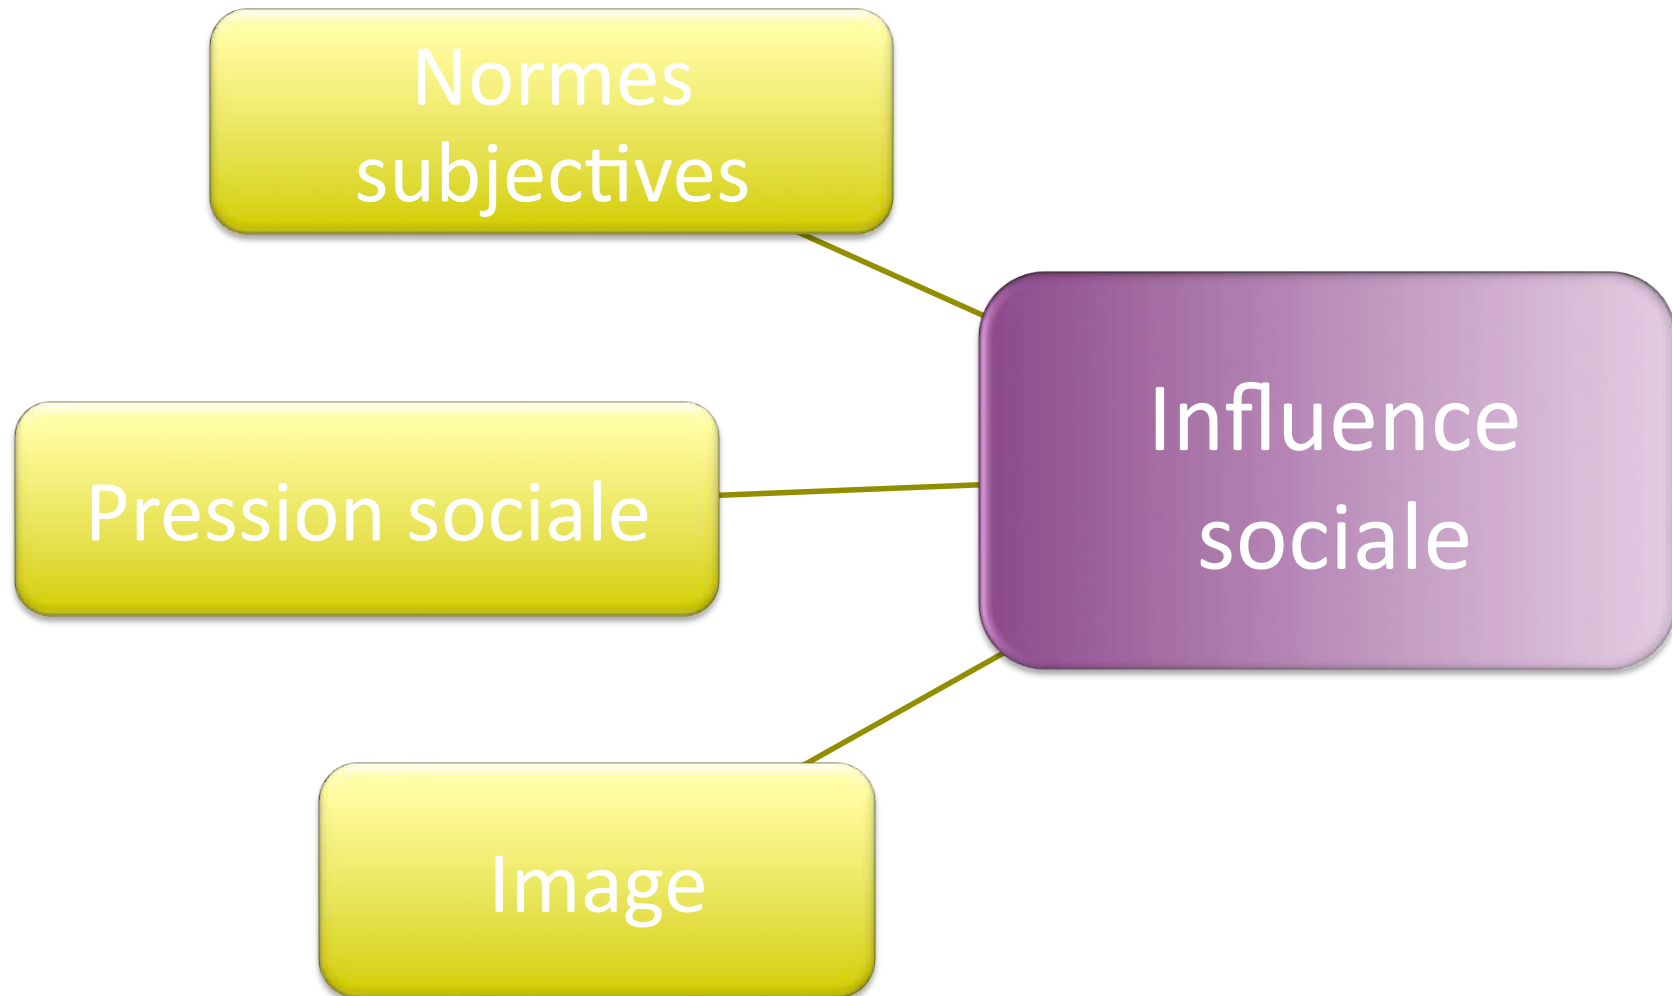 Normes
subjectives
Influence
sociale
Pression sociale
Image